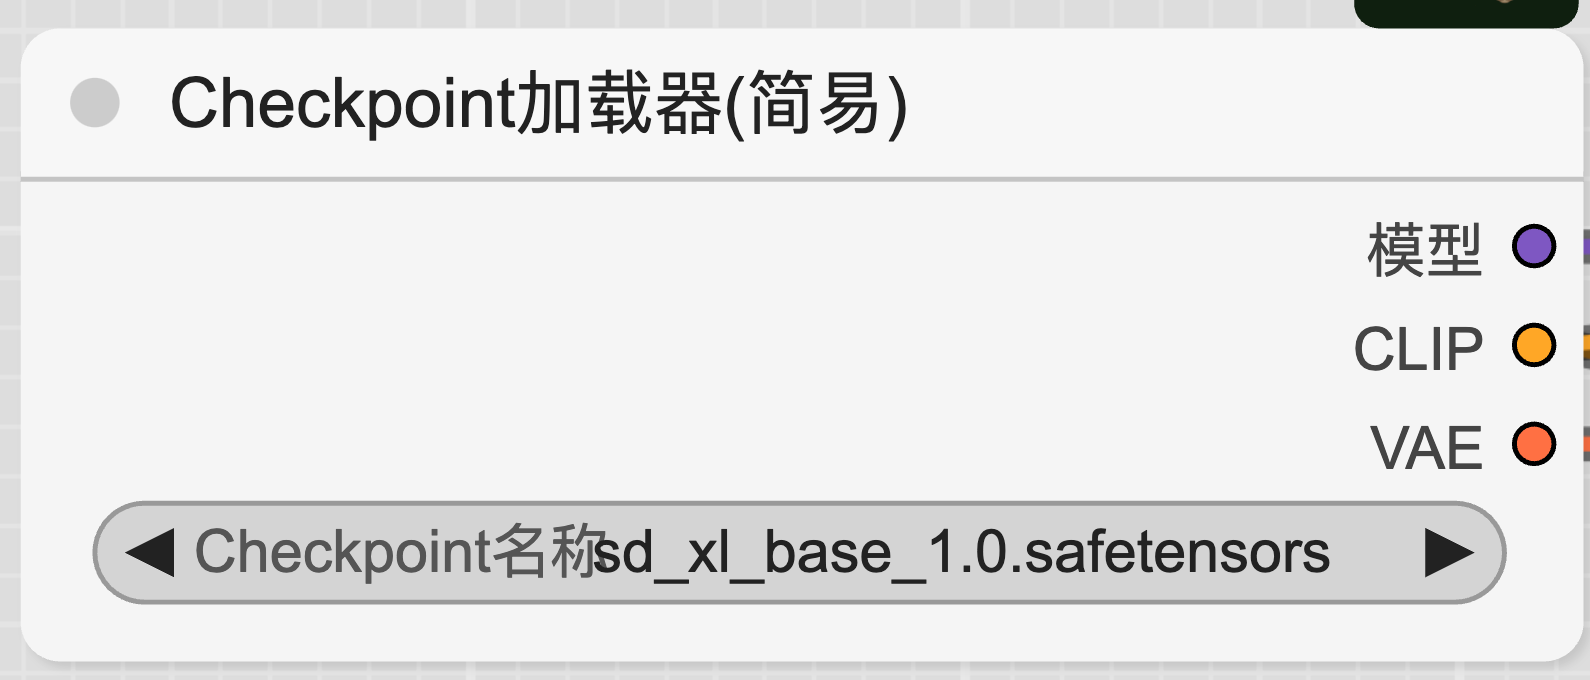 Checkpoint加载器(简易)
模型
CLIP
VAE
Checkpoint名称 sd_xl_base_1.0.safetensors